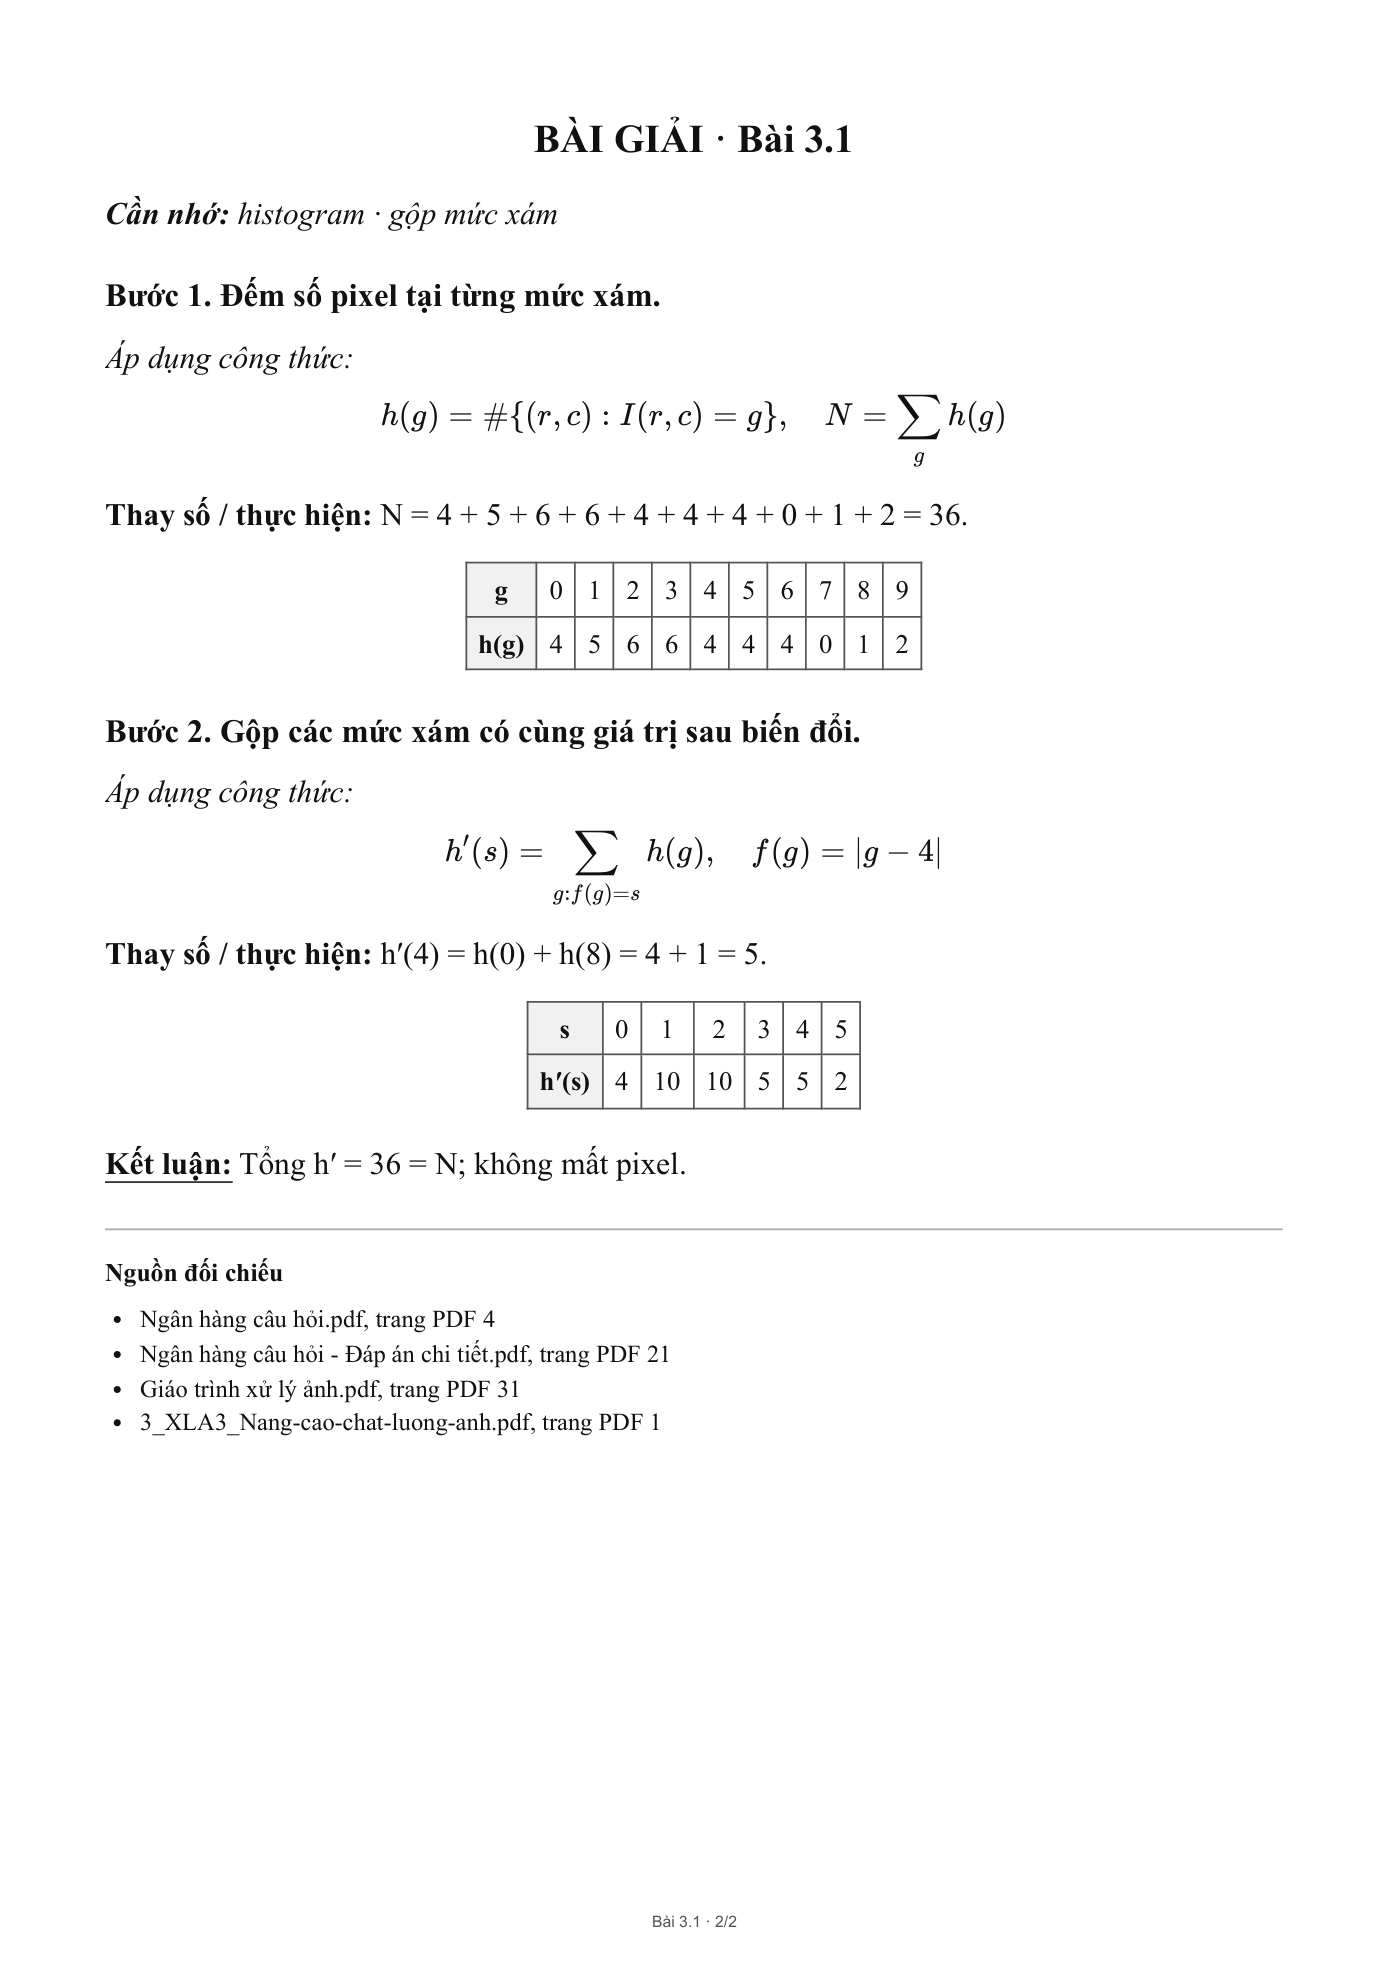 BÀI GIẢI · Bài 3.1
Cần nhớ: histogram · gộp mức xám
Bước 1. Đếm số pixel tại từng mức xám.
Áp dụng công thức:
h(g) = #{(r, c) : I(r, c) = g},    N = ∑_g h(g)
Thay số / thực hiện: N = 4 + 5 + 6 + 6 + 4 + 4 + 4 + 0 + 1 + 2 = 36.
g 0 1 2 3 4 5 6 7 8 9
h(g) 4 5 6 6 4 4 4 0 1 2
Bước 2. Gộp các mức xám có cùng giá trị sau biến đổi.
Áp dụng công thức:
h′(s) = ∑_{g:f(g)=s} h(g),    f(g) = |g − 4|
Thay số / thực hiện: h′(4) = h(0) + h(8) = 4 + 1 = 5.
s 0 1 2 3 4 5
h′(s) 4 10 10 5 5 2
Kết luận: Tổng h′ = 36 = N; không mất pixel.
Nguồn đối chiếu
• Ngân hàng câu hỏi.pdf, trang PDF 4
• Ngân hàng câu hỏi - Đáp án chi tiết.pdf, trang PDF 21
• Giáo trình xử lý ảnh.pdf, trang PDF 31
• 3_XLA3_Nang-cao-chat-luong-anh.pdf, trang PDF 1
Bài 3.1 · 2/2